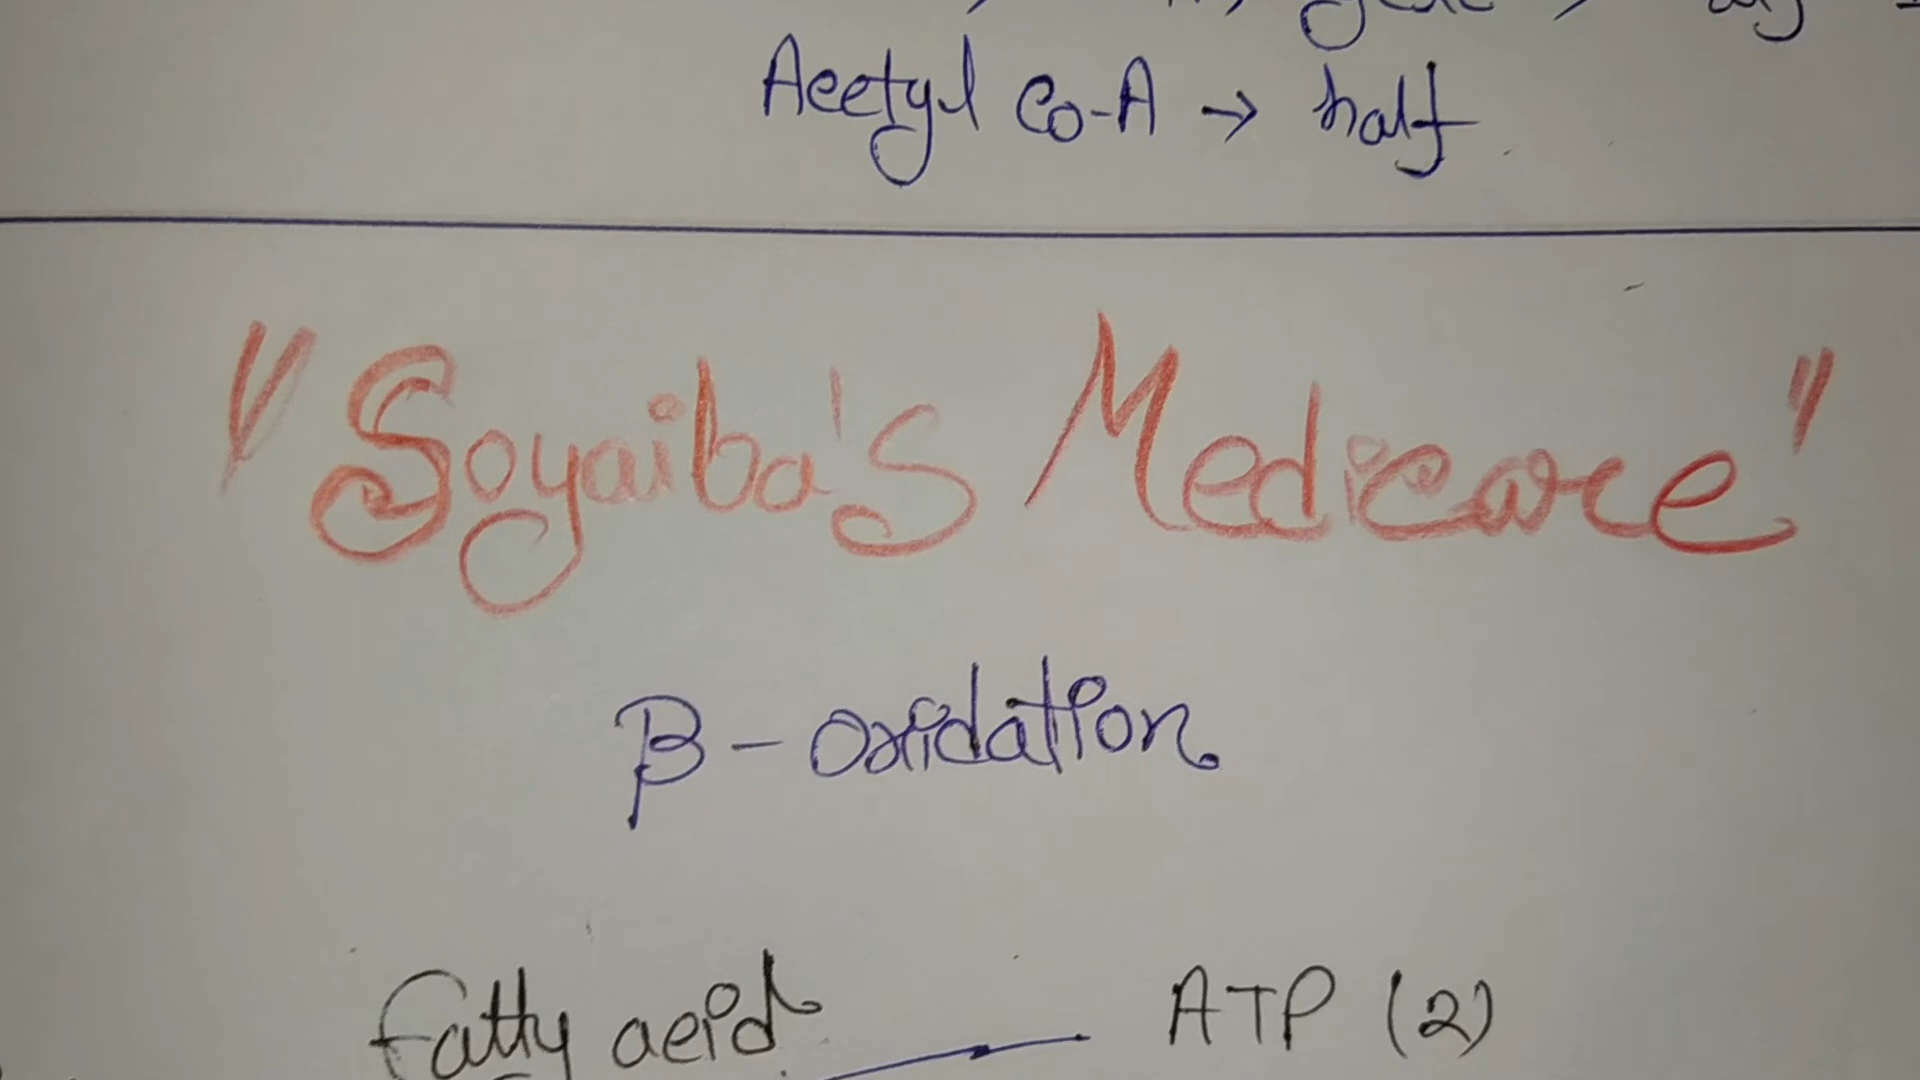 Acetyl Co-A → half
"Soyaiba's Medicare"
β-oxidation
Fatty acid ATP (2)